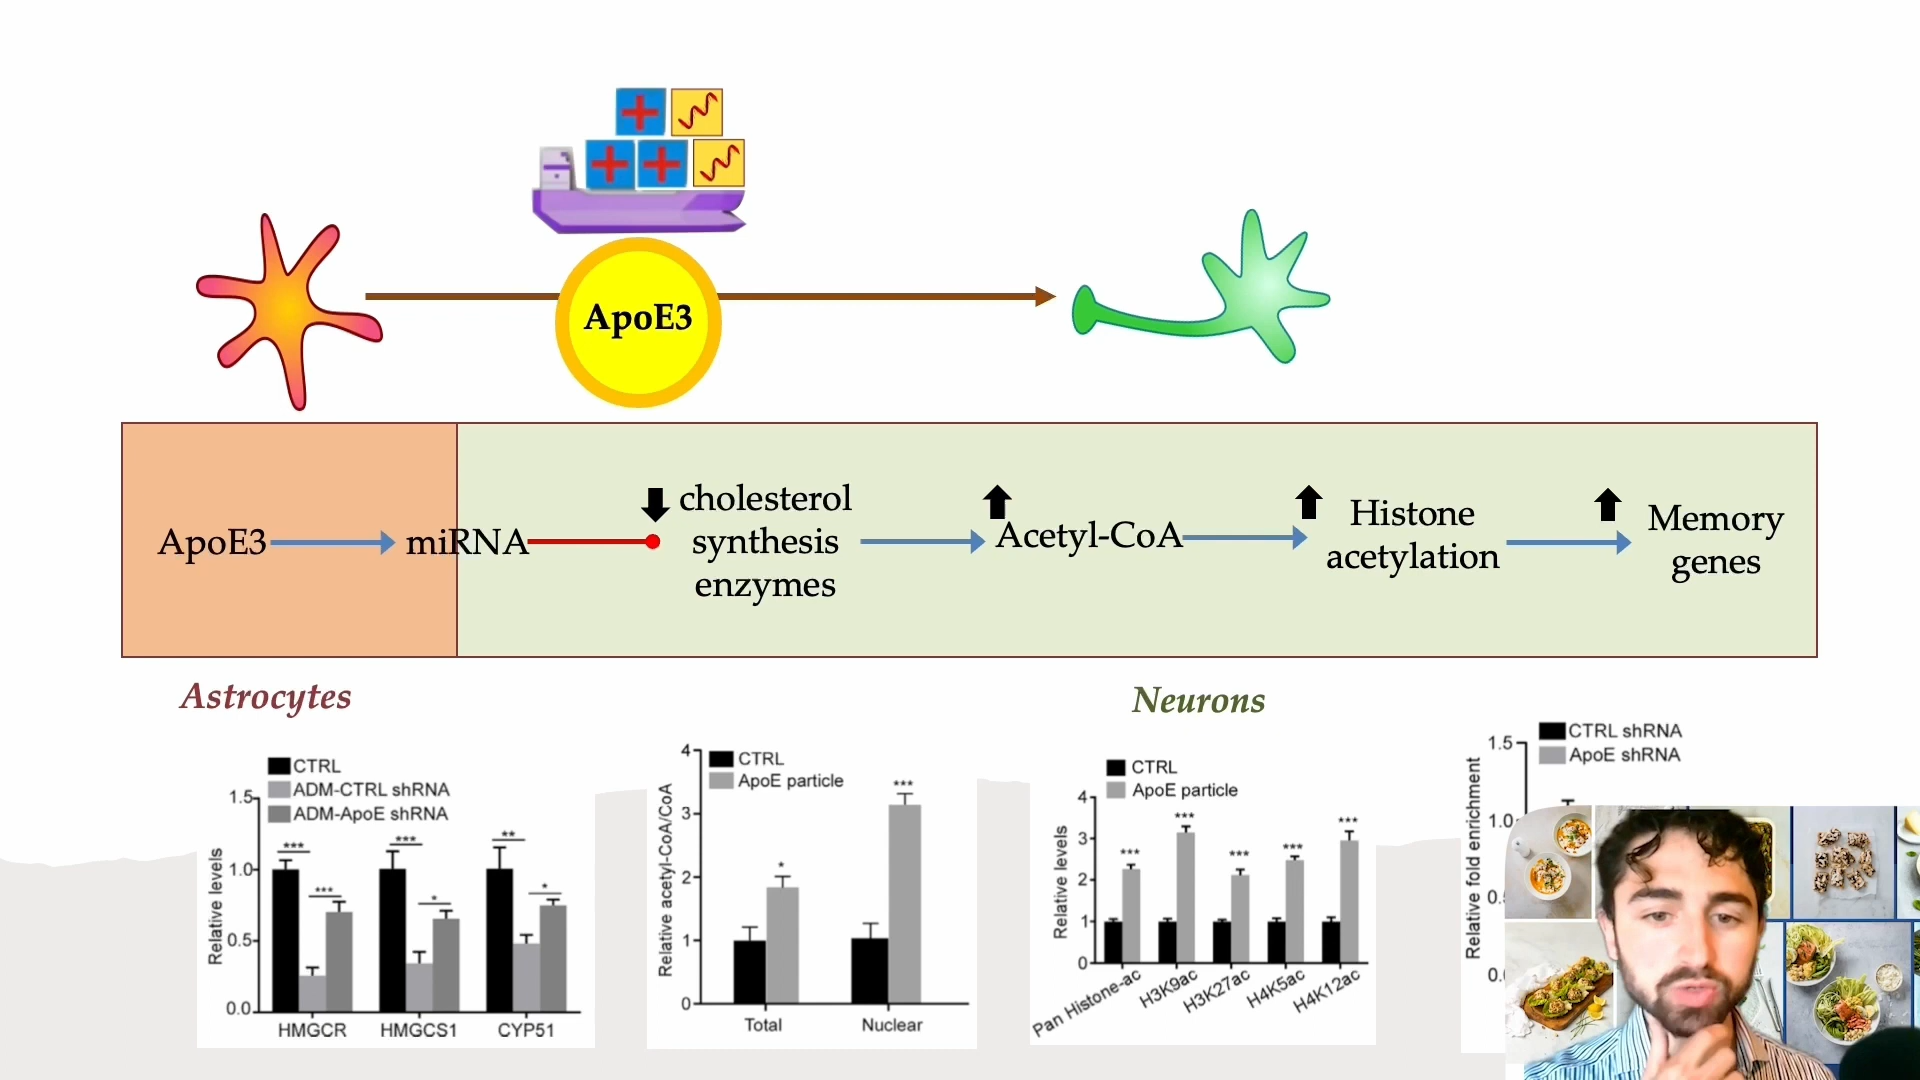 ApoE3
ApoE3
miRNA
cholesterol
synthesis
enzymes
Acetyl-CoA
Histone
acetylation
Memory
genes
Astrocytes
Neurons
CTRL
ADM-CTRL shRNA
ADM-ApoE shRNA
Relative levels
1.5
1.0
0.5
0.0
***
***
***
*
**
*
HMGCR
HMGCS1
CYP51
CTRL
ApoE particle
Relative acetyl-CoA/CoA
4
3
2
1
0
*
***
Total
Nuclear
CTRL
ApoE particle
Relative levels
4
3
2
1
0
***
***
***
***
***
Pan Histone-ac
H3K9ac
H3K27ac
H4K5ac
H4K12ac
CTRL shRNA
ApoE shRNA
Relative fold enrichment
1.5
1.0